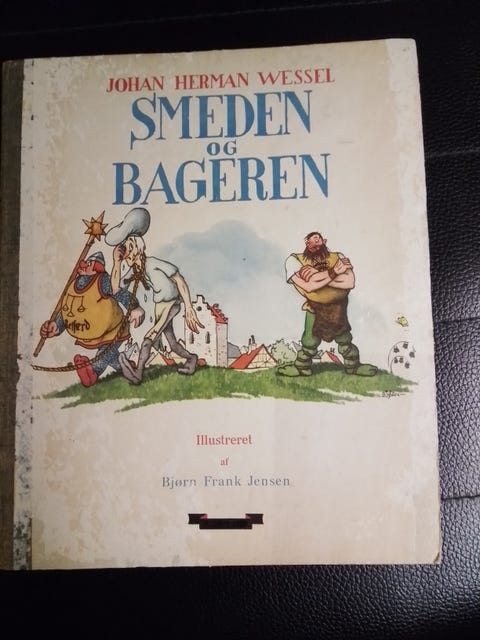 JOHAN HERMAN WESSEL
SMEDEN
OG
BAGEREN
Illustreret
af
Bjørn Frank Jensen